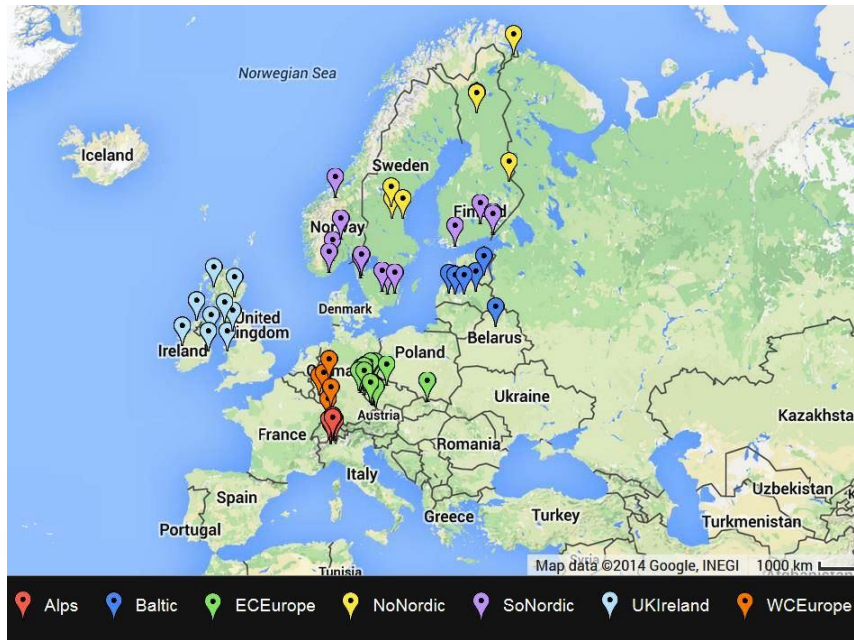 Norwegian Sea
Iceland
Sweden
Finland
Norway
Denmark
United
Kingdom
Ireland
Poland
Belarus
Ukraine
Austria
France
Kazakhsta
Romania
Italy
Uzbekistan
Spain
Greece
Turkey
Turkmenistan
Portugal
Tunisia
Map data ©2014 Google, INEGI 1000 km
Alps Baltic ECEurope NoNordic SoNordic UKIreland WCEurope